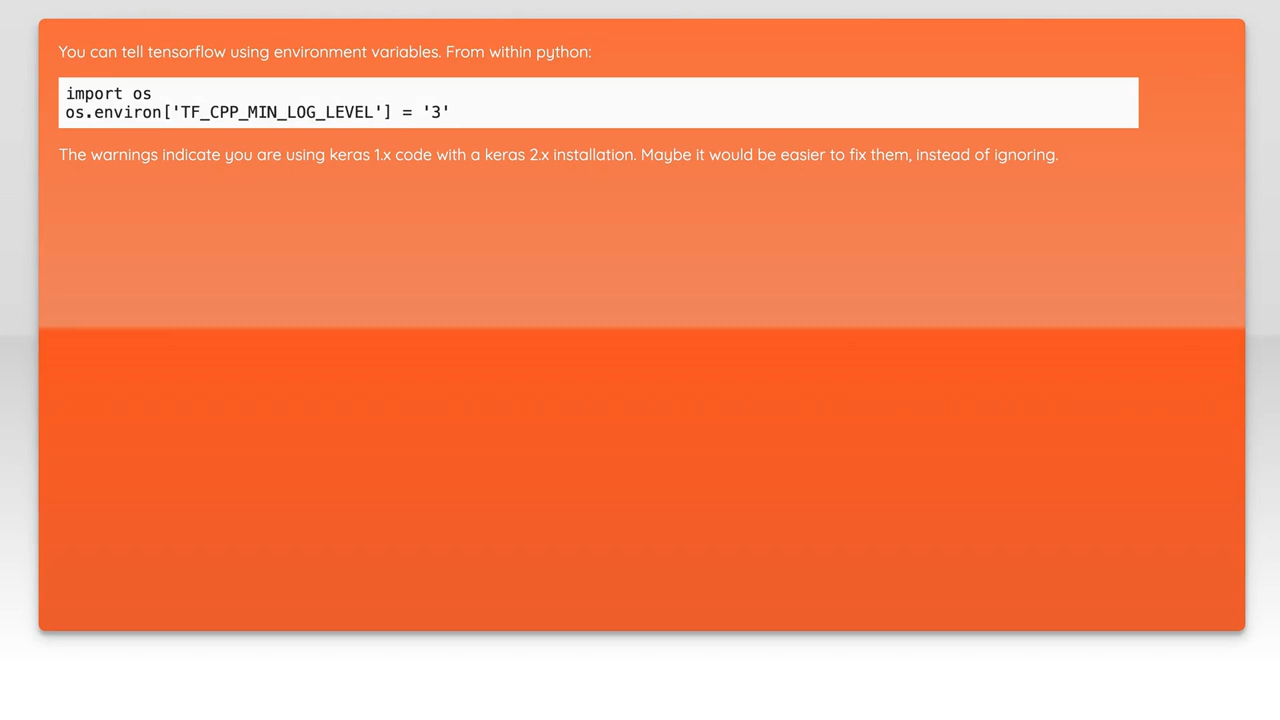 You can tell tensorflow using environment variables. From within python:
import os
os.environ['TF_CPP_MIN_LOG_LEVEL'] = '3'
The warnings indicate you are using keras 1.x code with a keras 2.x installation. Maybe it would be easier to fix them, instead of ignoring.